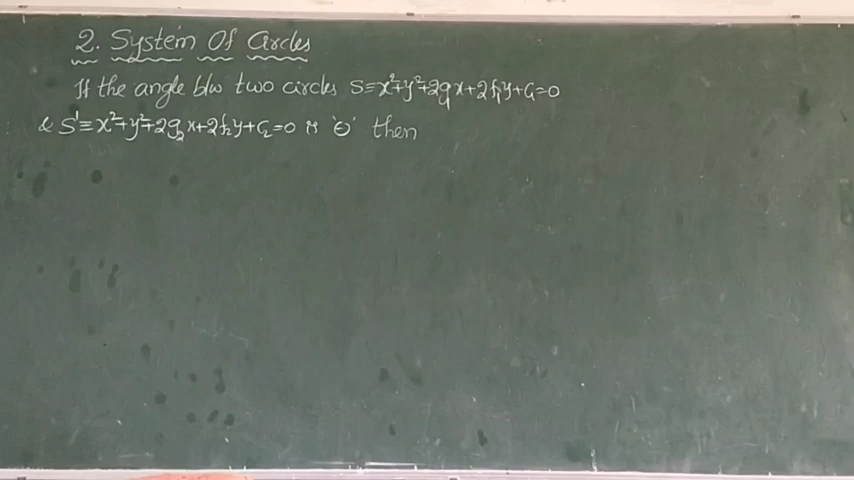 2. System Of Circles
If the angle b/w two circles S≡x²+y²+2g₁x+2f₁y+C₁=0
& S'≡x²+y²+2g₂x+2f₂y+C₂=0 is 'θ' then